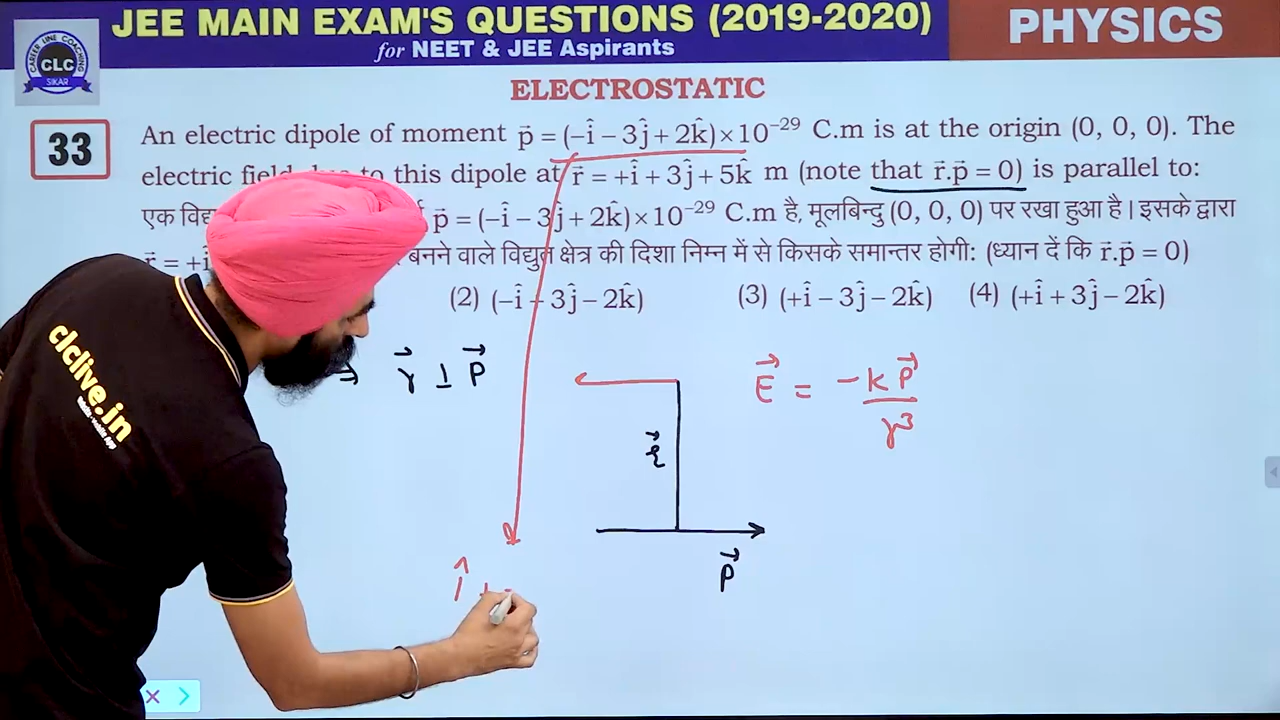 JEE MAIN EXAM'S QUESTIONS (2019-2020)
for NEET & JEE Aspirants
PHYSICS
CAREER LINE COACHING
CLC
SIKAR
ELECTROSTATIC
33
An electric dipole of moment p⃗ = (−î − 3ĵ + 2k̂) × 10⁻²⁹ C.m is at the origin (0, 0, 0). The
electric field to this dipole at r⃗ = +î + 3ĵ + 5k̂ m (note that r⃗.p⃗ = 0) is parallel to:
एक p⃗ = (−î − 3ĵ + 2k̂) × 10⁻²⁹ C.m है, मूलबिन्दु (0, 0, 0) पर रखा हुआ है। इसके द्वारा
r⃗ = +î बनने वाले विद्युत क्षेत्र की दिशा निम्न में से किसके समान्तर होगी: (ध्यान दें कि r⃗.p⃗ = 0)
(2) (−î + 3ĵ − 2k̂) (3) (+î − 3ĵ − 2k̂) (4) (+î + 3ĵ − 2k̂)
⇒ r⃗ ⊥ P⃗
E⃗ = −kP⃗ / r³
r⃗
P⃗
î +
clclive.in